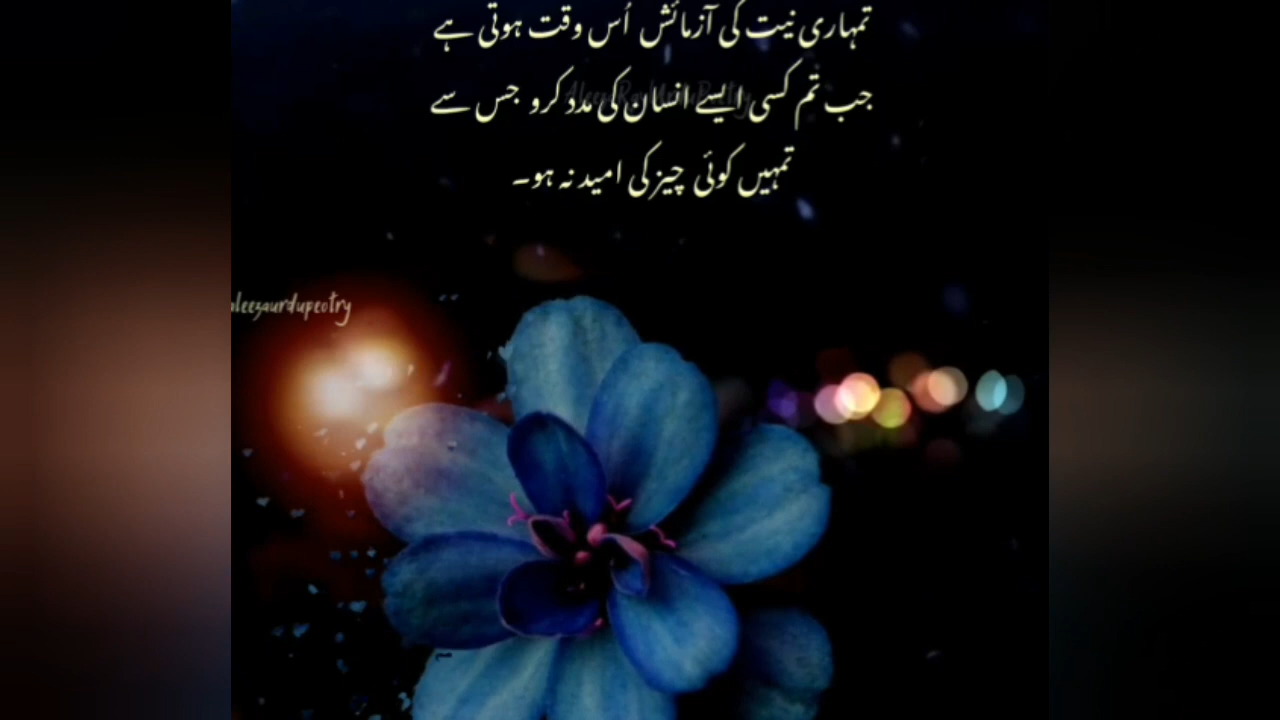 تمہاری نیت کی آزمائش اُس وقت ہوتی ہے
جب تم کسی ایسے انسان کی مدد کرو جس سے
تمہیں کوئی چیز کی امید نہ ہو۔
aleezaurdupeotry